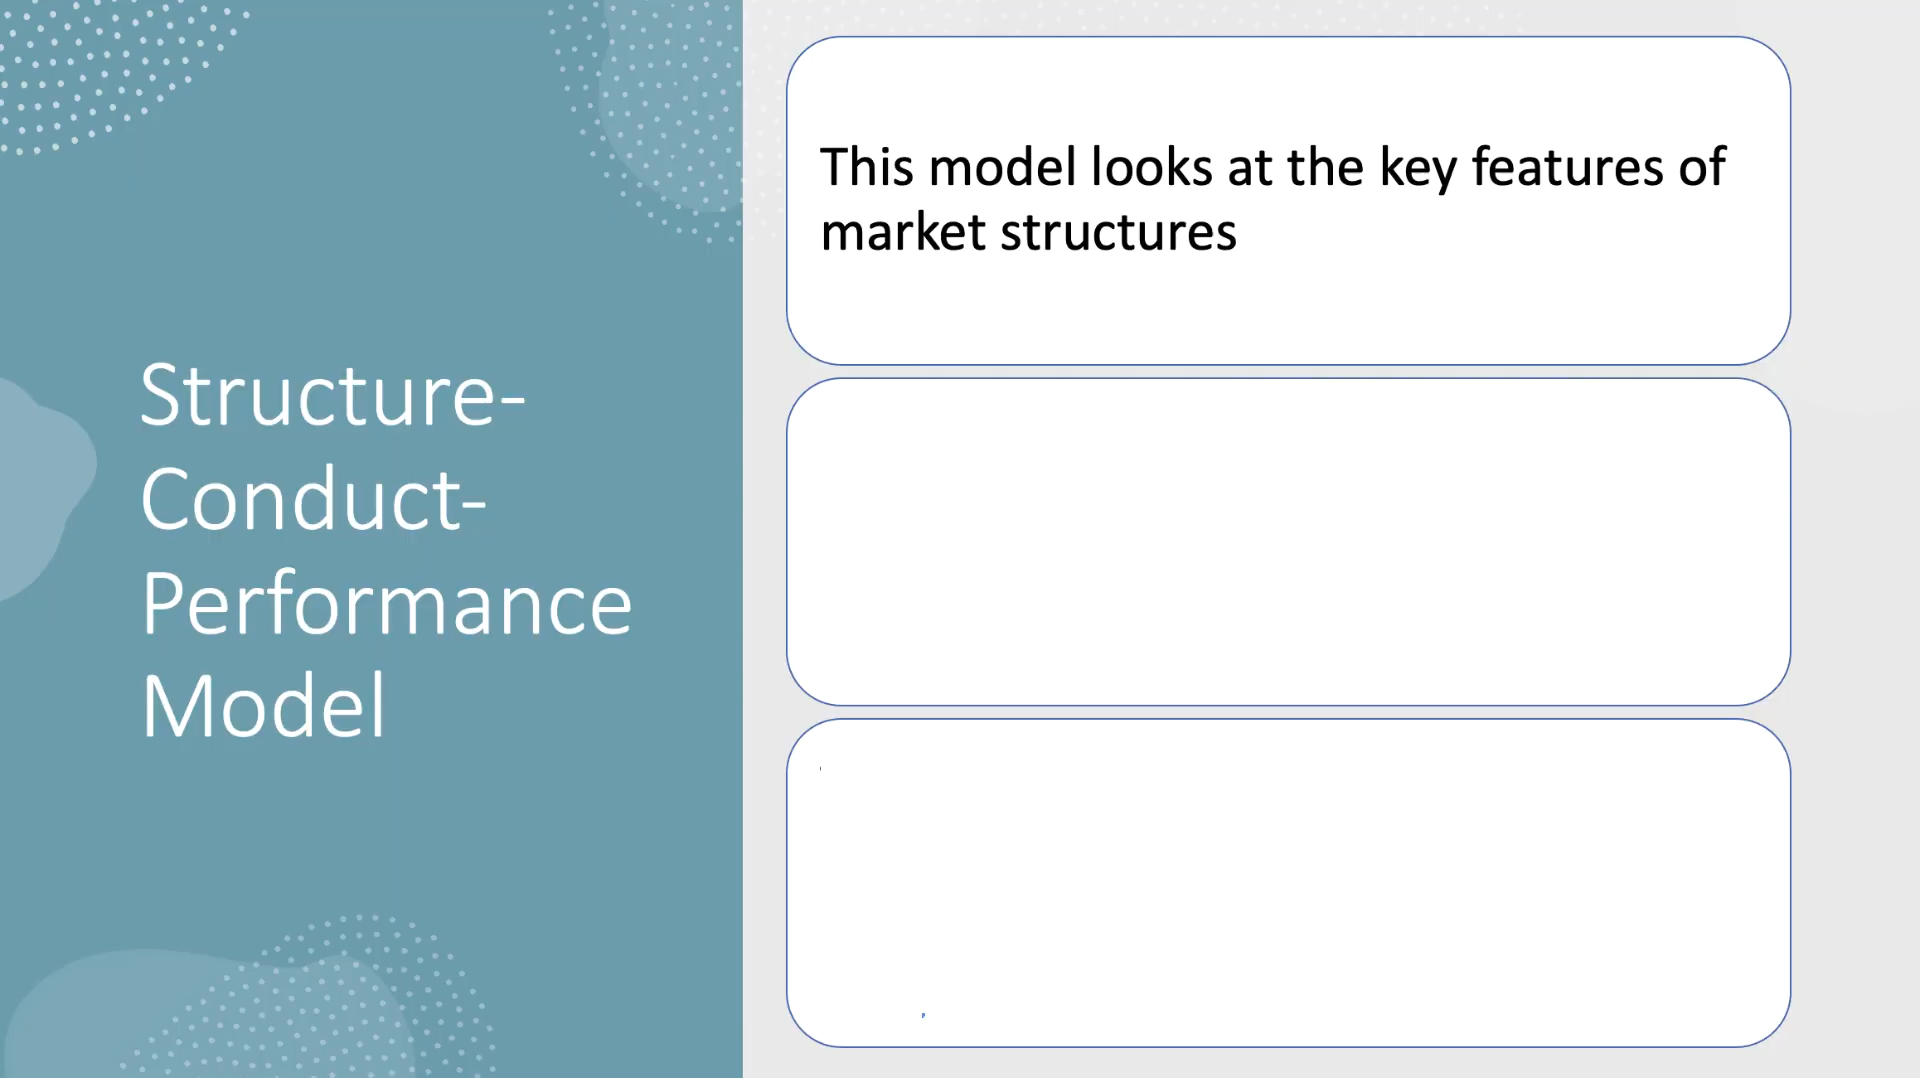 Structure-
Conduct-
Performance
Model
This model looks at the key features of
market structures